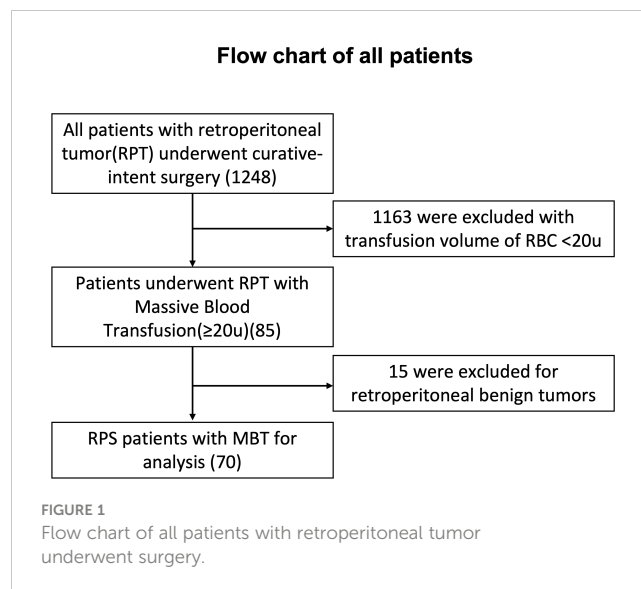 Flow chart of all patients
All patients with retroperitoneal
tumor(RPT) underwent curative-
intent surgery (1248)
1163 were excluded with
transfusion volume of RBC <20u
Patients underwent RPT with
Massive Blood
Transfusion(≥20u)(85)
15 were excluded for
retroperitoneal benign tumors
RPS patients with MBT for
analysis (70)
FIGURE 1
Flow chart of all patients with retroperitoneal tumor
underwent surgery.